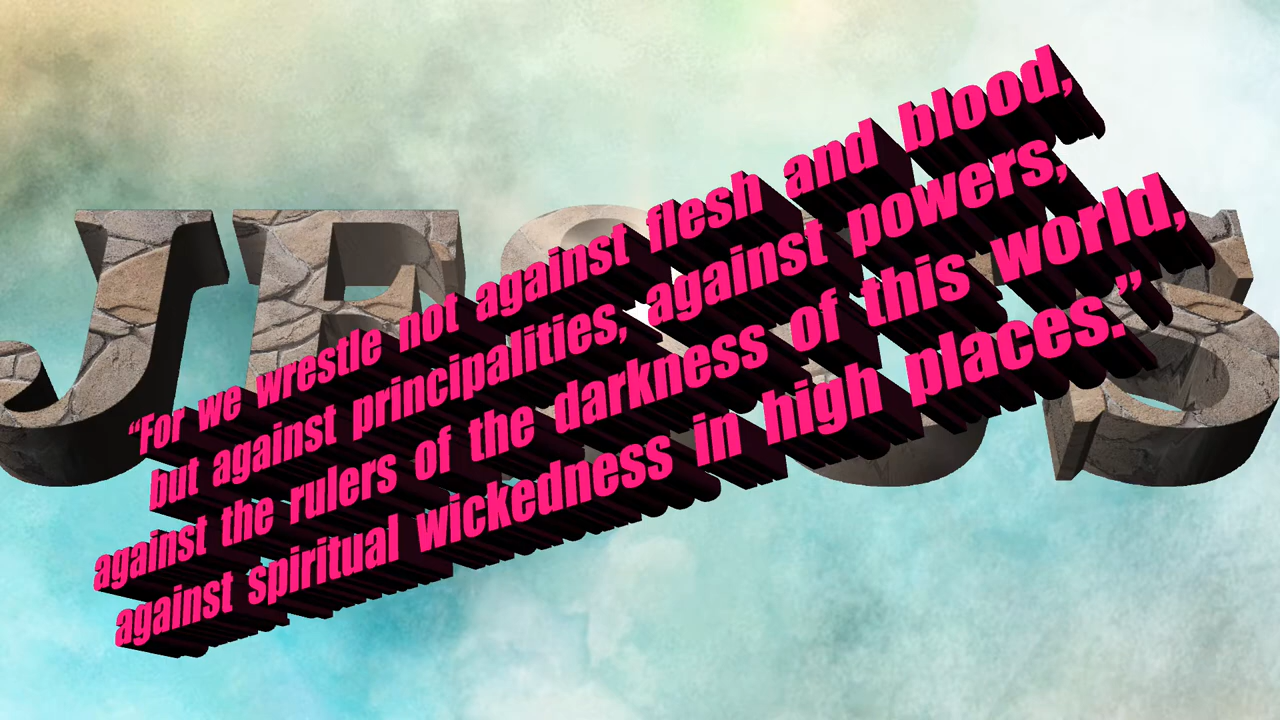 JESUS
“For we wrestle not against flesh and blood,
but against principalities, against powers,
against the rulers of the darkness of this world,
against spiritual wickedness in high places.”